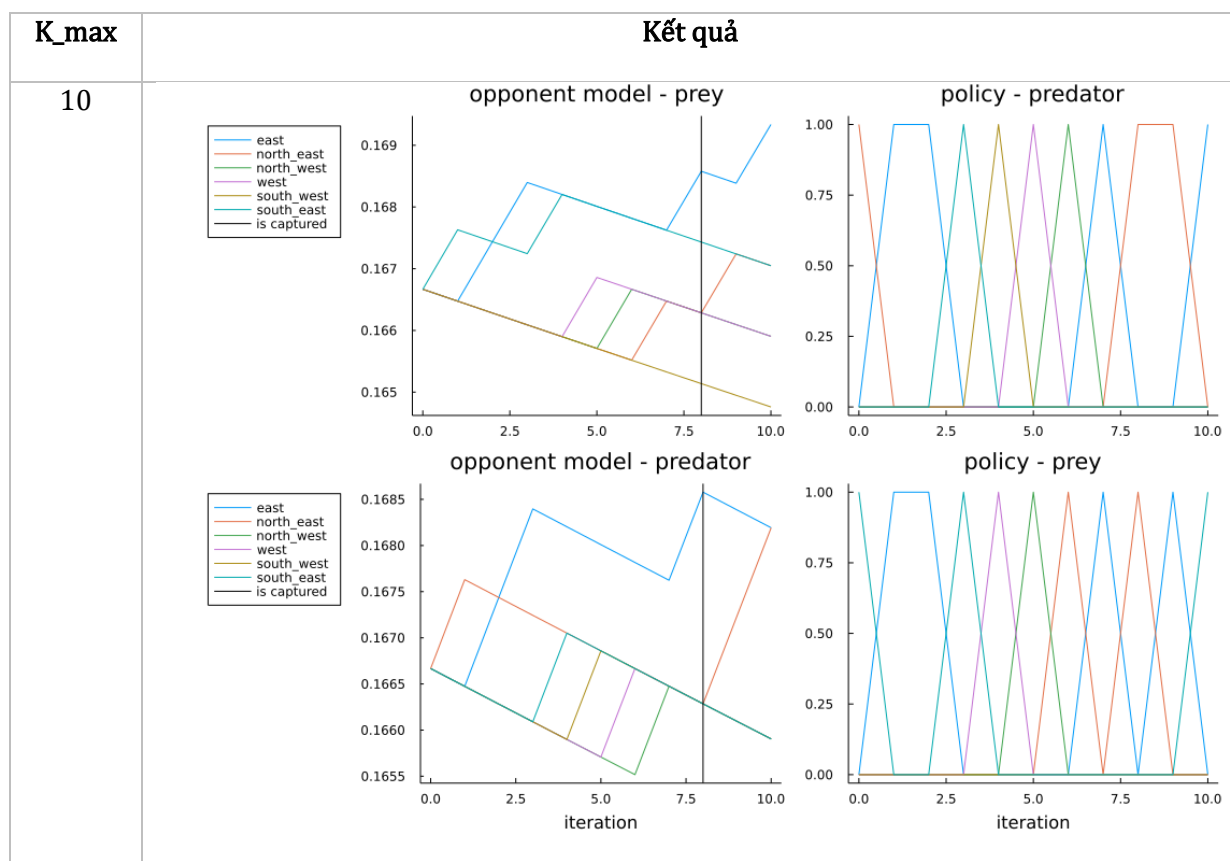 K_max
Kết quả
10
opponent model - prey
policy - predator
east
north_east
north_west
west
south_west
south_east
is captured
0.169
0.168
0.167
0.166
0.165
0.0
2.5
5.0
7.5
10.0
1.00
0.75
0.50
0.25
0.00
0.0
2.5
5.0
7.5
10.0
opponent model - predator
policy - prey
east
north_east
north_west
west
south_west
south_east
is captured
0.1685
0.1680
0.1675
0.1670
0.1665
0.1660
0.1655
0.0
2.5
5.0
7.5
10.0
iteration
1.00
0.75
0.50
0.25
0.00
0.0
2.5
5.0
7.5
10.0
iteration